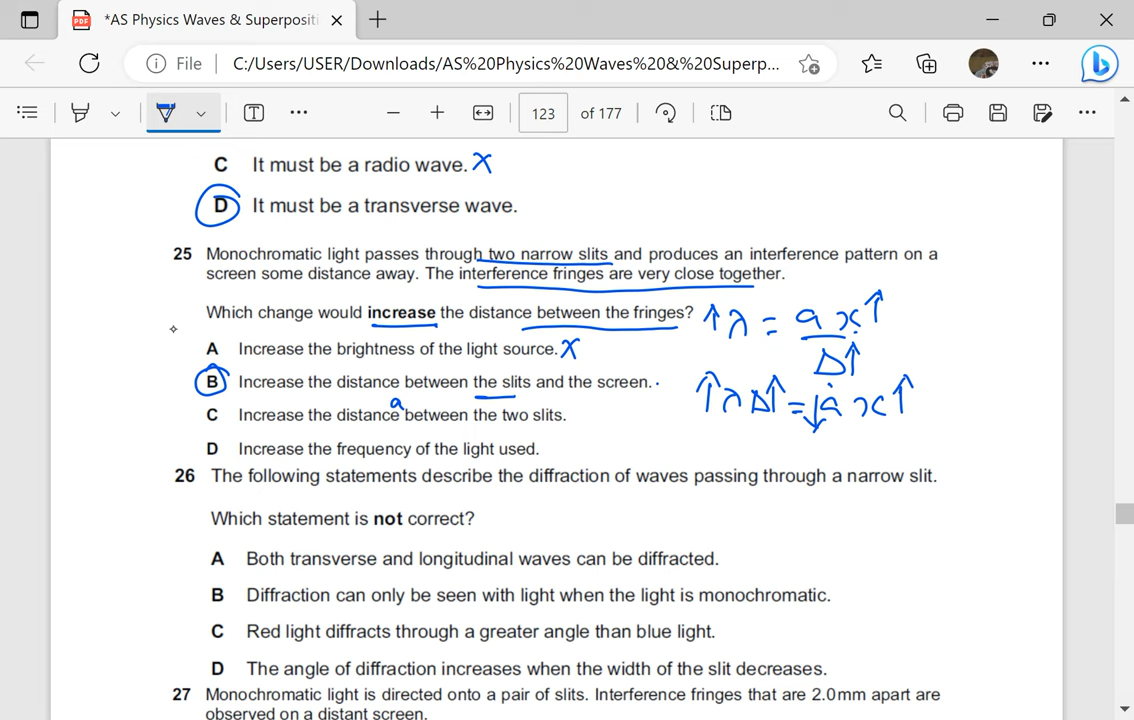 *AS Physics Waves & Superpositi
File
C:/Users/USER/Downloads/AS%20Physics%20Waves%20&%20Superp...
123 of 177
C It must be a radio wave. x
D It must be a transverse wave.
25 Monochromatic light passes through two narrow slits and produces an interference pattern on a
screen some distance away. The interference fringes are very close together.
Which change would increase the distance between the fringes? ↑λ = a x↑
A Increase the brightness of the light source. x
D↑
B Increase the distance between the slits and the screen.
↑λ D↑ = ↓a x↑
a
C Increase the distance between the two slits.
D Increase the frequency of the light used.
26 The following statements describe the diffraction of waves passing through a narrow slit.
Which statement is not correct?
A Both transverse and longitudinal waves can be diffracted.
B Diffraction can only be seen with light when the light is monochromatic.
C Red light diffracts through a greater angle than blue light.
D The angle of diffraction increases when the width of the slit decreases.
27 Monochromatic light is directed onto a pair of slits. Interference fringes that are 2.0mm apart are
observed on a distant screen.